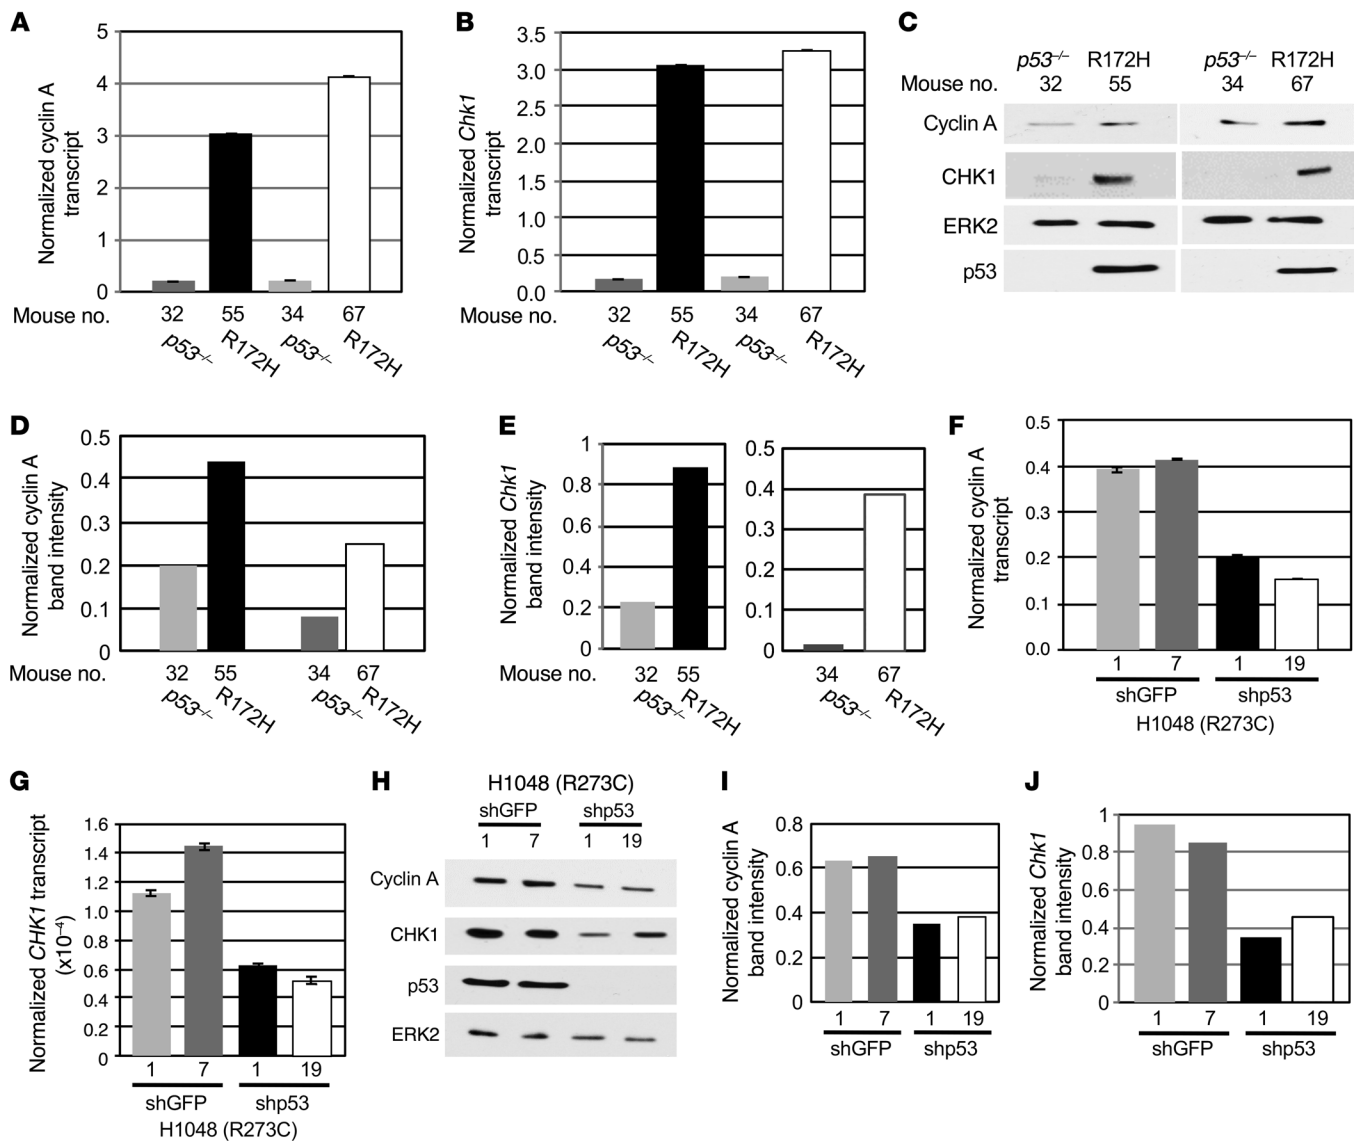 A
Normalized cyclin A
transcript
5
4
3
2
1
0
Mouse no. 32 55 34 67
p53–/– R172H p53–/– R172H
B
Normalized Chk1
transcript
3.5
3.0
2.5
2.0
1.5
1.0
0.5
0.0
Mouse no. 32 55 34 67
p53–/– R172H p53–/– R172H
C
p53–/– R172H p53–/– R172H
Mouse no. 32 55 34 67
Cyclin A
CHK1
ERK2
p53
D
Normalized cyclin A
band intensity
0.5
0.4
0.3
0.2
0.1
0
Mouse no. 32 55 34 67
p53–/– R172H p53–/– R172H
E
Normalized Chk1
band intensity
1
0.8
0.6
0.4
0.2
0
0.5
0.4
0.3
0.2
0.1
0
Mouse no. 32 55 34 67
p53–/– R172H p53–/– R172H
F
Normalized cyclin A
transcript
0.5
0.4
0.3
0.2
0.1
0.0
1 7 1 19
shGFP shp53
H1048 (R273C)
G
Normalized CHK1 transcript
(x10–4)
1.6
1.4
1.2
1.0
0.8
0.6
0.4
0.2
0
1 7 1 19
shGFP shp53
H1048 (R273C)
H
H1048 (R273C)
shGFP shp53
1 7 1 19
Cyclin A
CHK1
p53
ERK2
I
Normalized cyclin A
band intensity
0.8
0.6
0.4
0.2
0
1 7 1 19
shGFP shp53
J
Normalized Chk1
band intensity
1
0.8
0.6
0.4
0.2
0
1 7 1 19
shGFP shp53